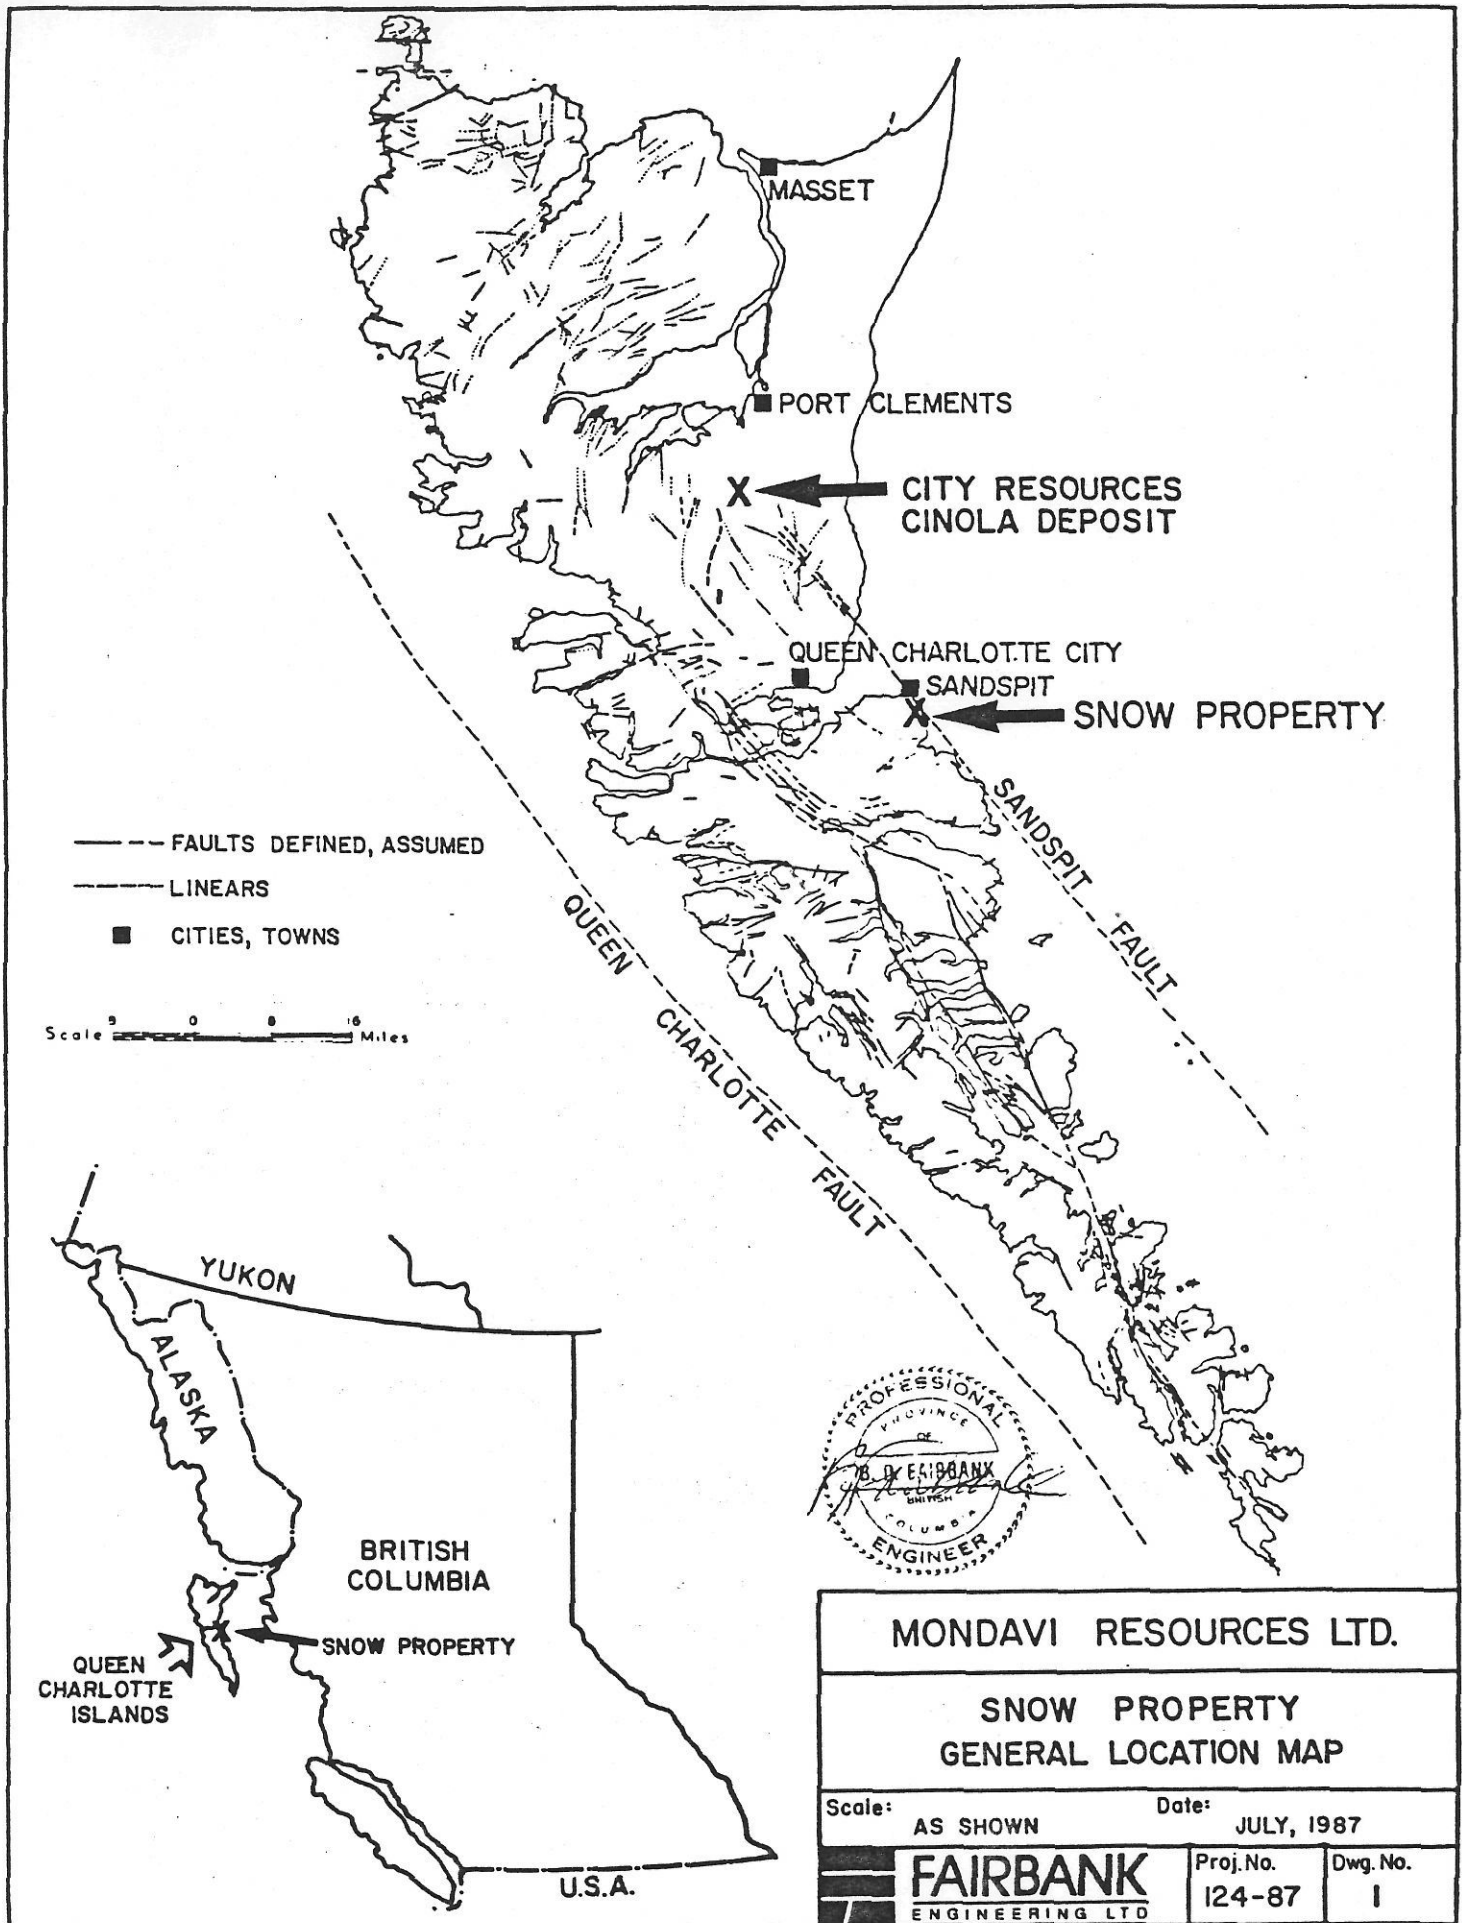 MASSET
PORT CLEMENTS
X
CITY RESOURCES
CINOLA DEPOSIT
QUEEN CHARLOTTE CITY
SANDSPIT
X
SNOW PROPERTY
SANDSPIT FAULT
FAULTS DEFINED, ASSUMED
LINEARS
CITIES, TOWNS
QUEEN CHARLOTTE FAULT
0 8 16
Scale Miles
YUKON
ALASKA
BRITISH
COLUMBIA
SNOW PROPERTY
QUEEN
CHARLOTTE
ISLANDS
U.S.A.
PROFESSIONAL
PROVINCE
OF
B. D. FAIRBANK
BRITISH
COLUMBIA
ENGINEER
MONDAVI RESOURCES LTD.
SNOW PROPERTY
GENERAL LOCATION MAP
Scale: AS SHOWN
Date: JULY, 1987
FAIRBANK
ENGINEERING LTD
Proj. No.
124-87
Dwg. No.
1